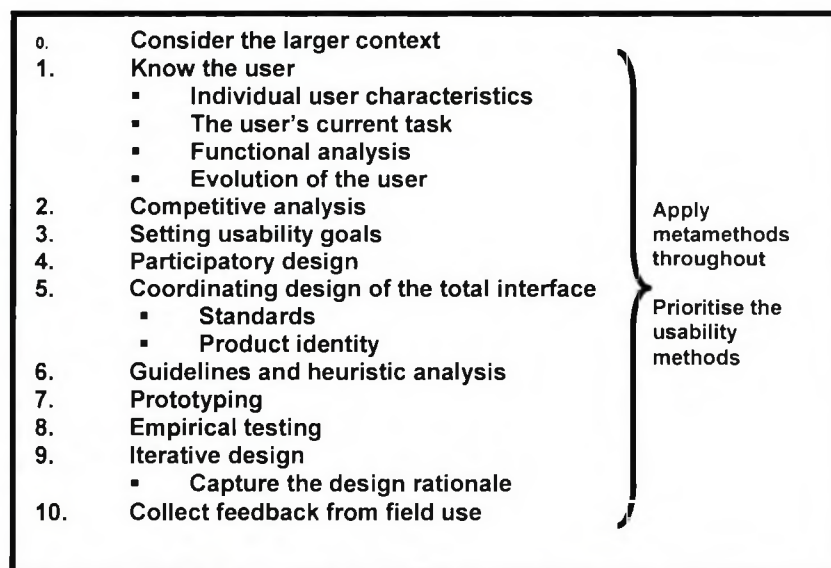 0. Consider the larger context
1. Know the user
▪ Individual user characteristics
▪ The user's current task
▪ Functional analysis
▪ Evolution of the user
2. Competitive analysis
3. Setting usability goals
4. Participatory design
5. Coordinating design of the total interface
▪ Standards
▪ Product identity
6. Guidelines and heuristic analysis
7. Prototyping
8. Empirical testing
9. Iterative design
▪ Capture the design rationale
10. Collect feedback from field use
Apply
metamethods
throughout
Prioritise the
usability
methods